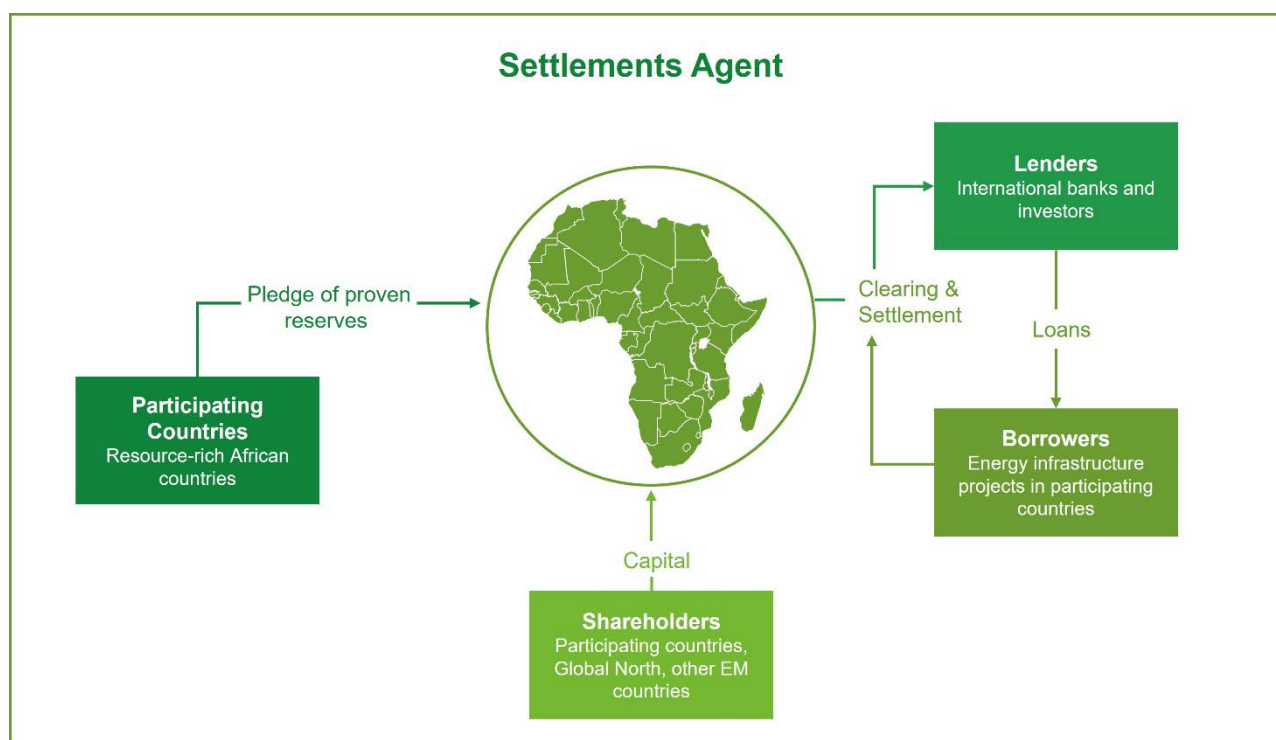 Settlements Agent
Pledge of proven
reserves
Participating
Countries
Resource-rich African
countries
Capital
Shareholders
Participating countries,
Global North, other EM
countries
Clearing &
Settlement
Lenders
International banks and
investors
Loans
Borrowers
Energy infrastructure
projects in participating
countries